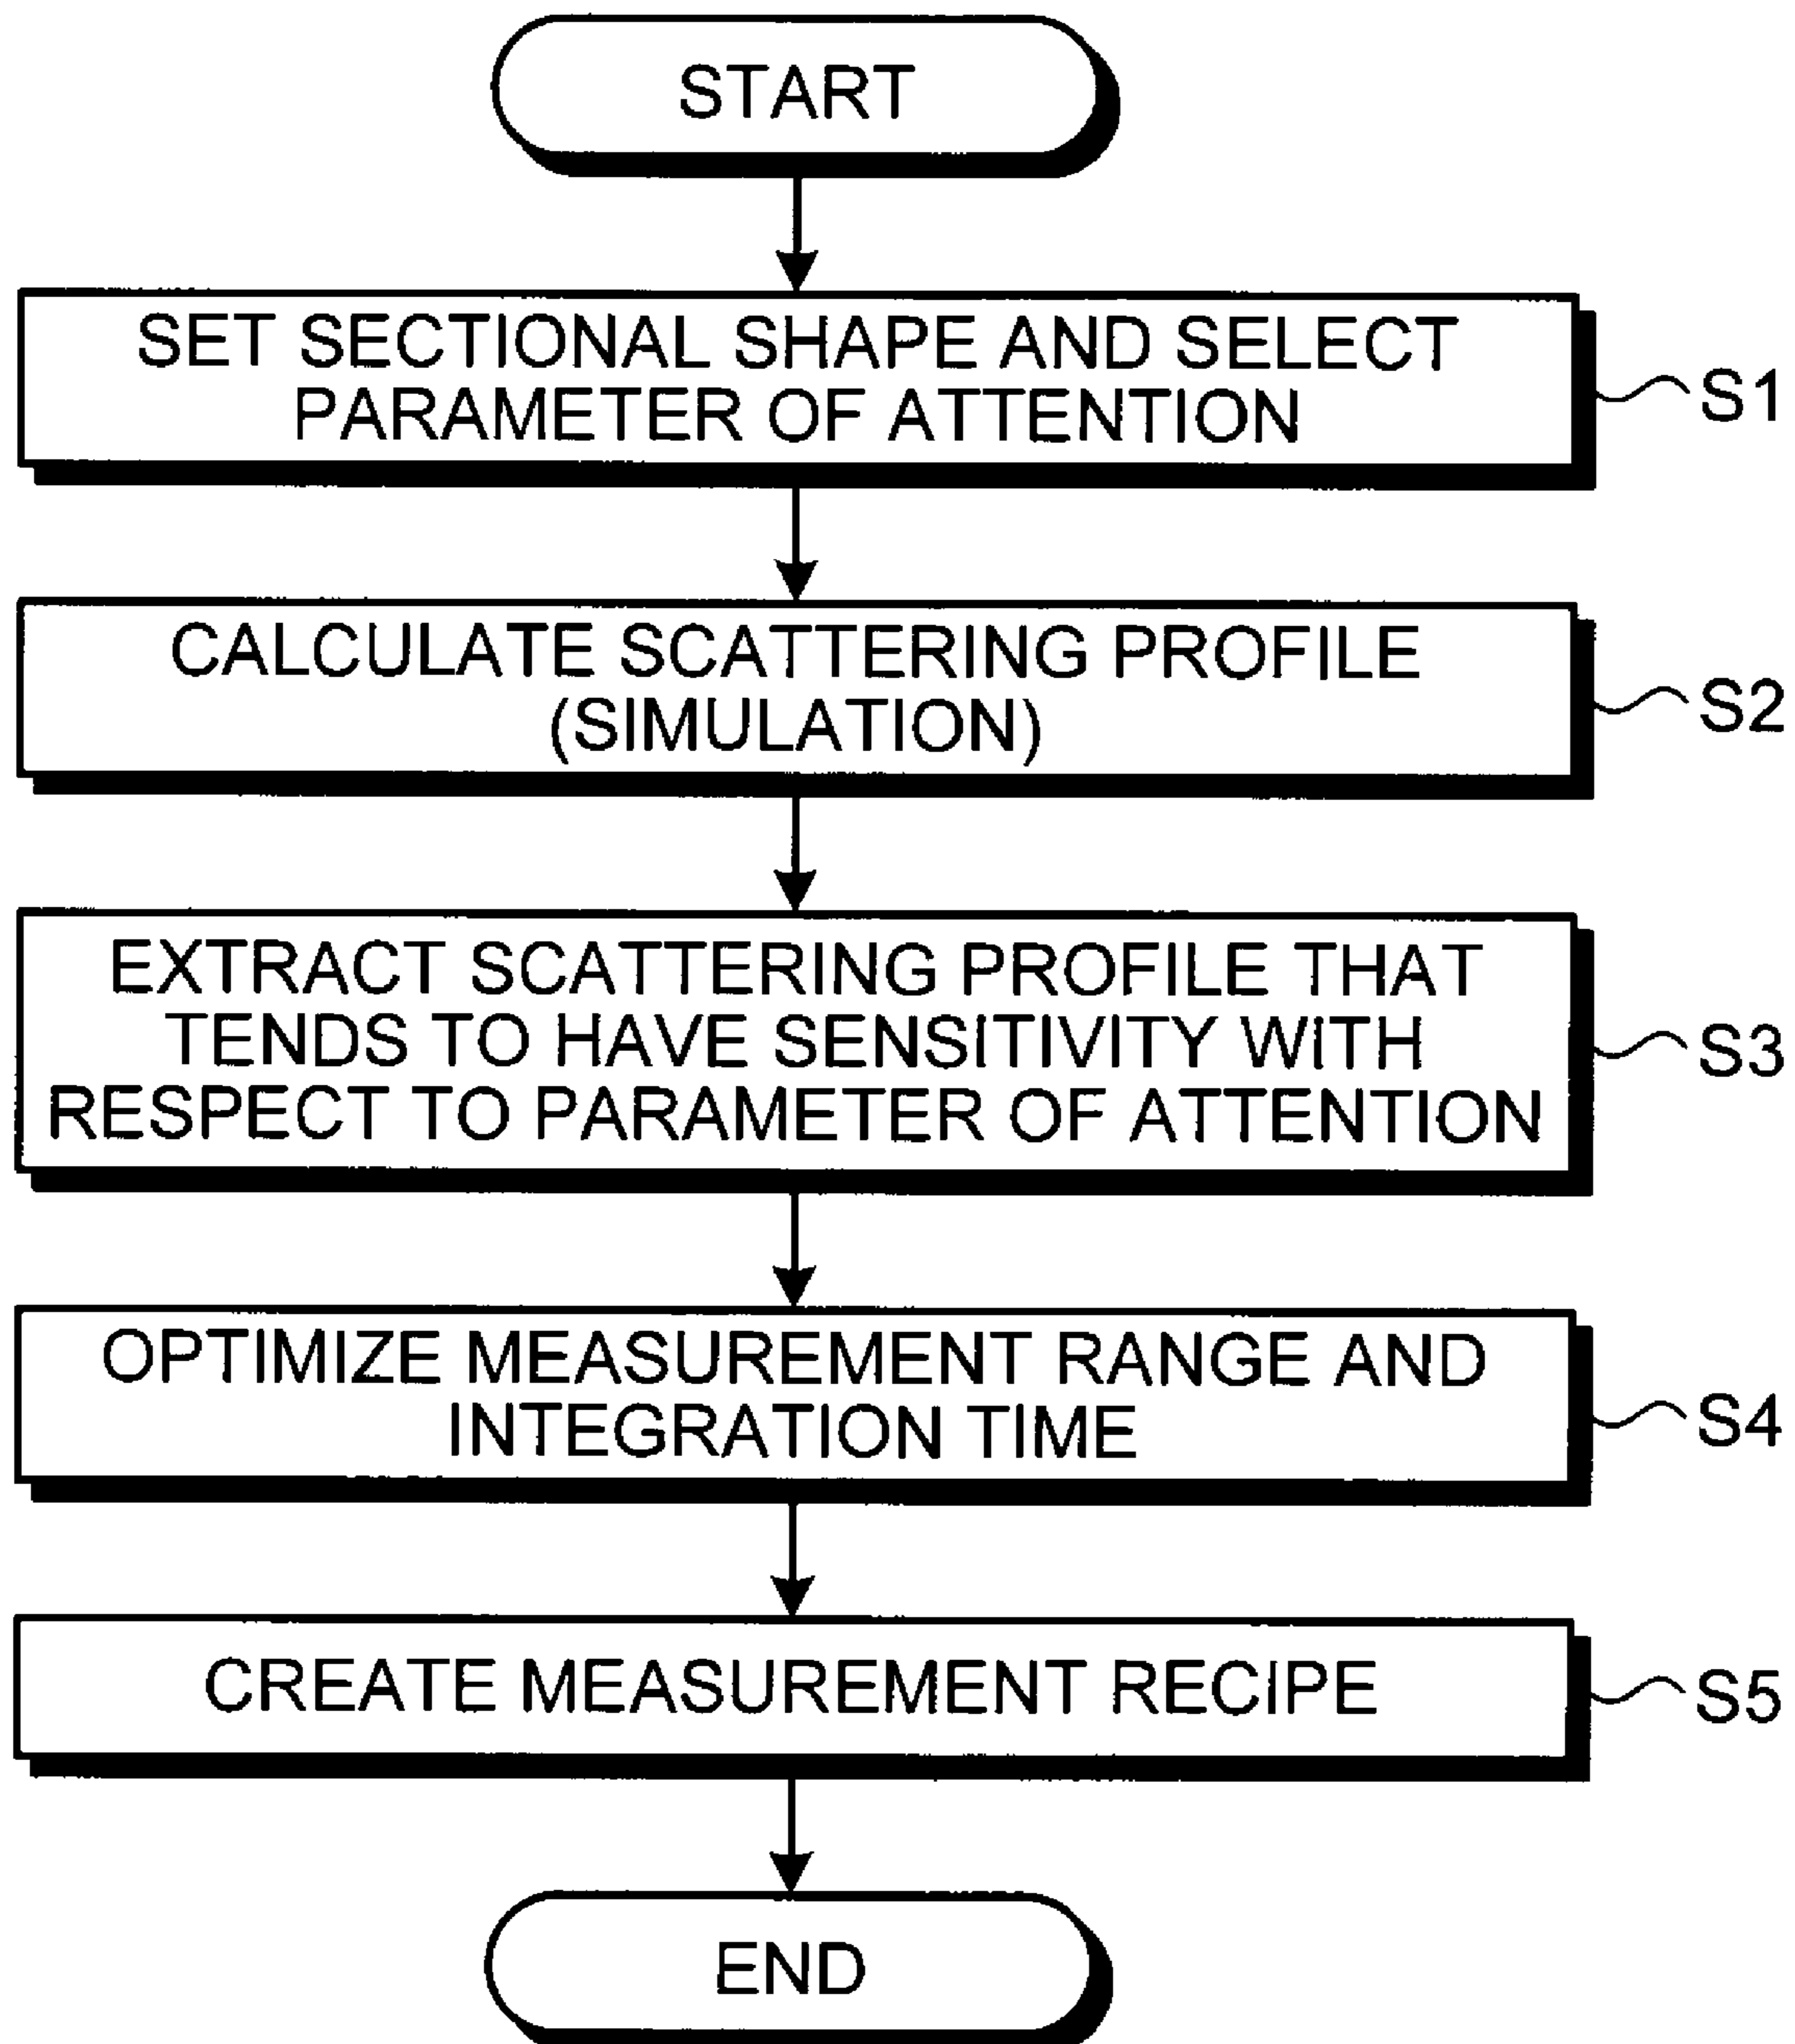 START
SET SECTIONAL SHAPE AND SELECT
PARAMETER OF ATTENTION
S1
CALCULATE SCATTERING PROFILE
(SIMULATION)
S2
EXTRACT SCATTERING PROFILE THAT
TENDS TO HAVE SENSITIVITY WITH
RESPECT TO PARAMETER OF ATTENTION
S3
OPTIMIZE MEASUREMENT RANGE AND
INTEGRATION TIME
S4
CREATE MEASUREMENT RECIPE
S5
END